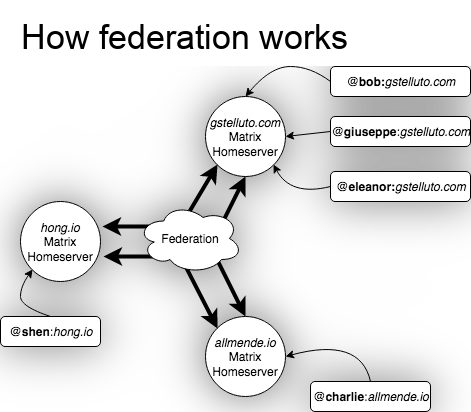 How federation works
@bob:gstelluto.com
gstelluto.com
Matrix
Homeserver
@giuseppe:gstelluto.com
@eleanor:gstelluto.com
hong.io
Matrix
Homeserver
Federation
@shen:hong.io
allmende.io
Matrix
Homeserver
@charlie:allmende.io